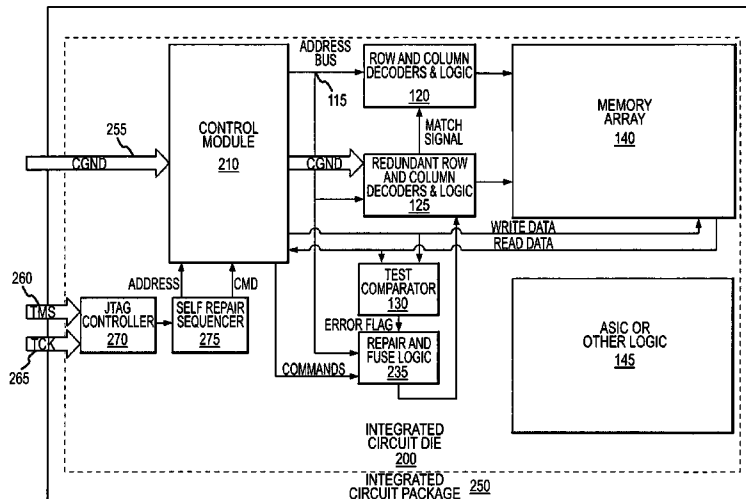 ADDRESS
BUS
115
ROW AND COLUMN
DECODERS & LOGIC
120
MEMORY
ARRAY
140
255
CGND
CONTROL
MODULE
210
CGND
MATCH
SIGNAL
REDUNDANT ROW
AND COLUMN
DECODERS & LOGIC
125
WRITE DATA
READ DATA
260
TMS
TCK
265
JTAG
CONTROLLER
270
ADDRESS
CMD
SELF REPAIR
SEQUENCER
275
TEST
COMPARATOR
130
ERROR FLAG
REPAIR AND
FUSE LOGIC
235
COMMANDS
ASIC OR
OTHER LOGIC
145
INTEGRATED
CIRCUIT DIE
200
INTEGRATED
CIRCUIT PACKAGE 250